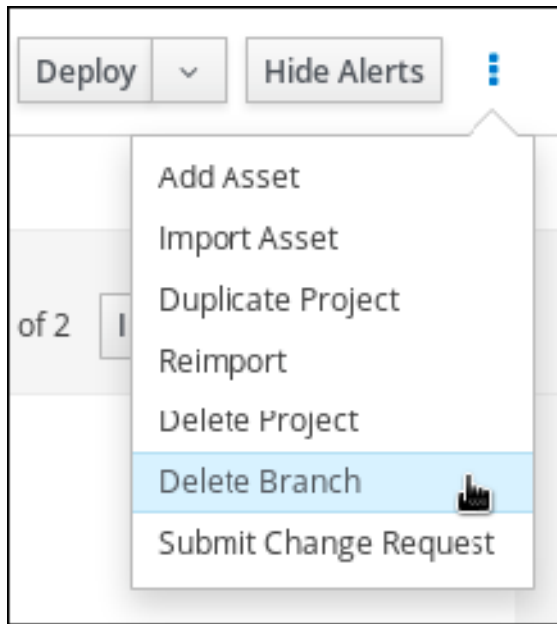 Deploy
Hide Alerts
Add Asset
Import Asset
of 2
Duplicate Project
Reimport
Delete Project
Delete Branch
Submit Change Request